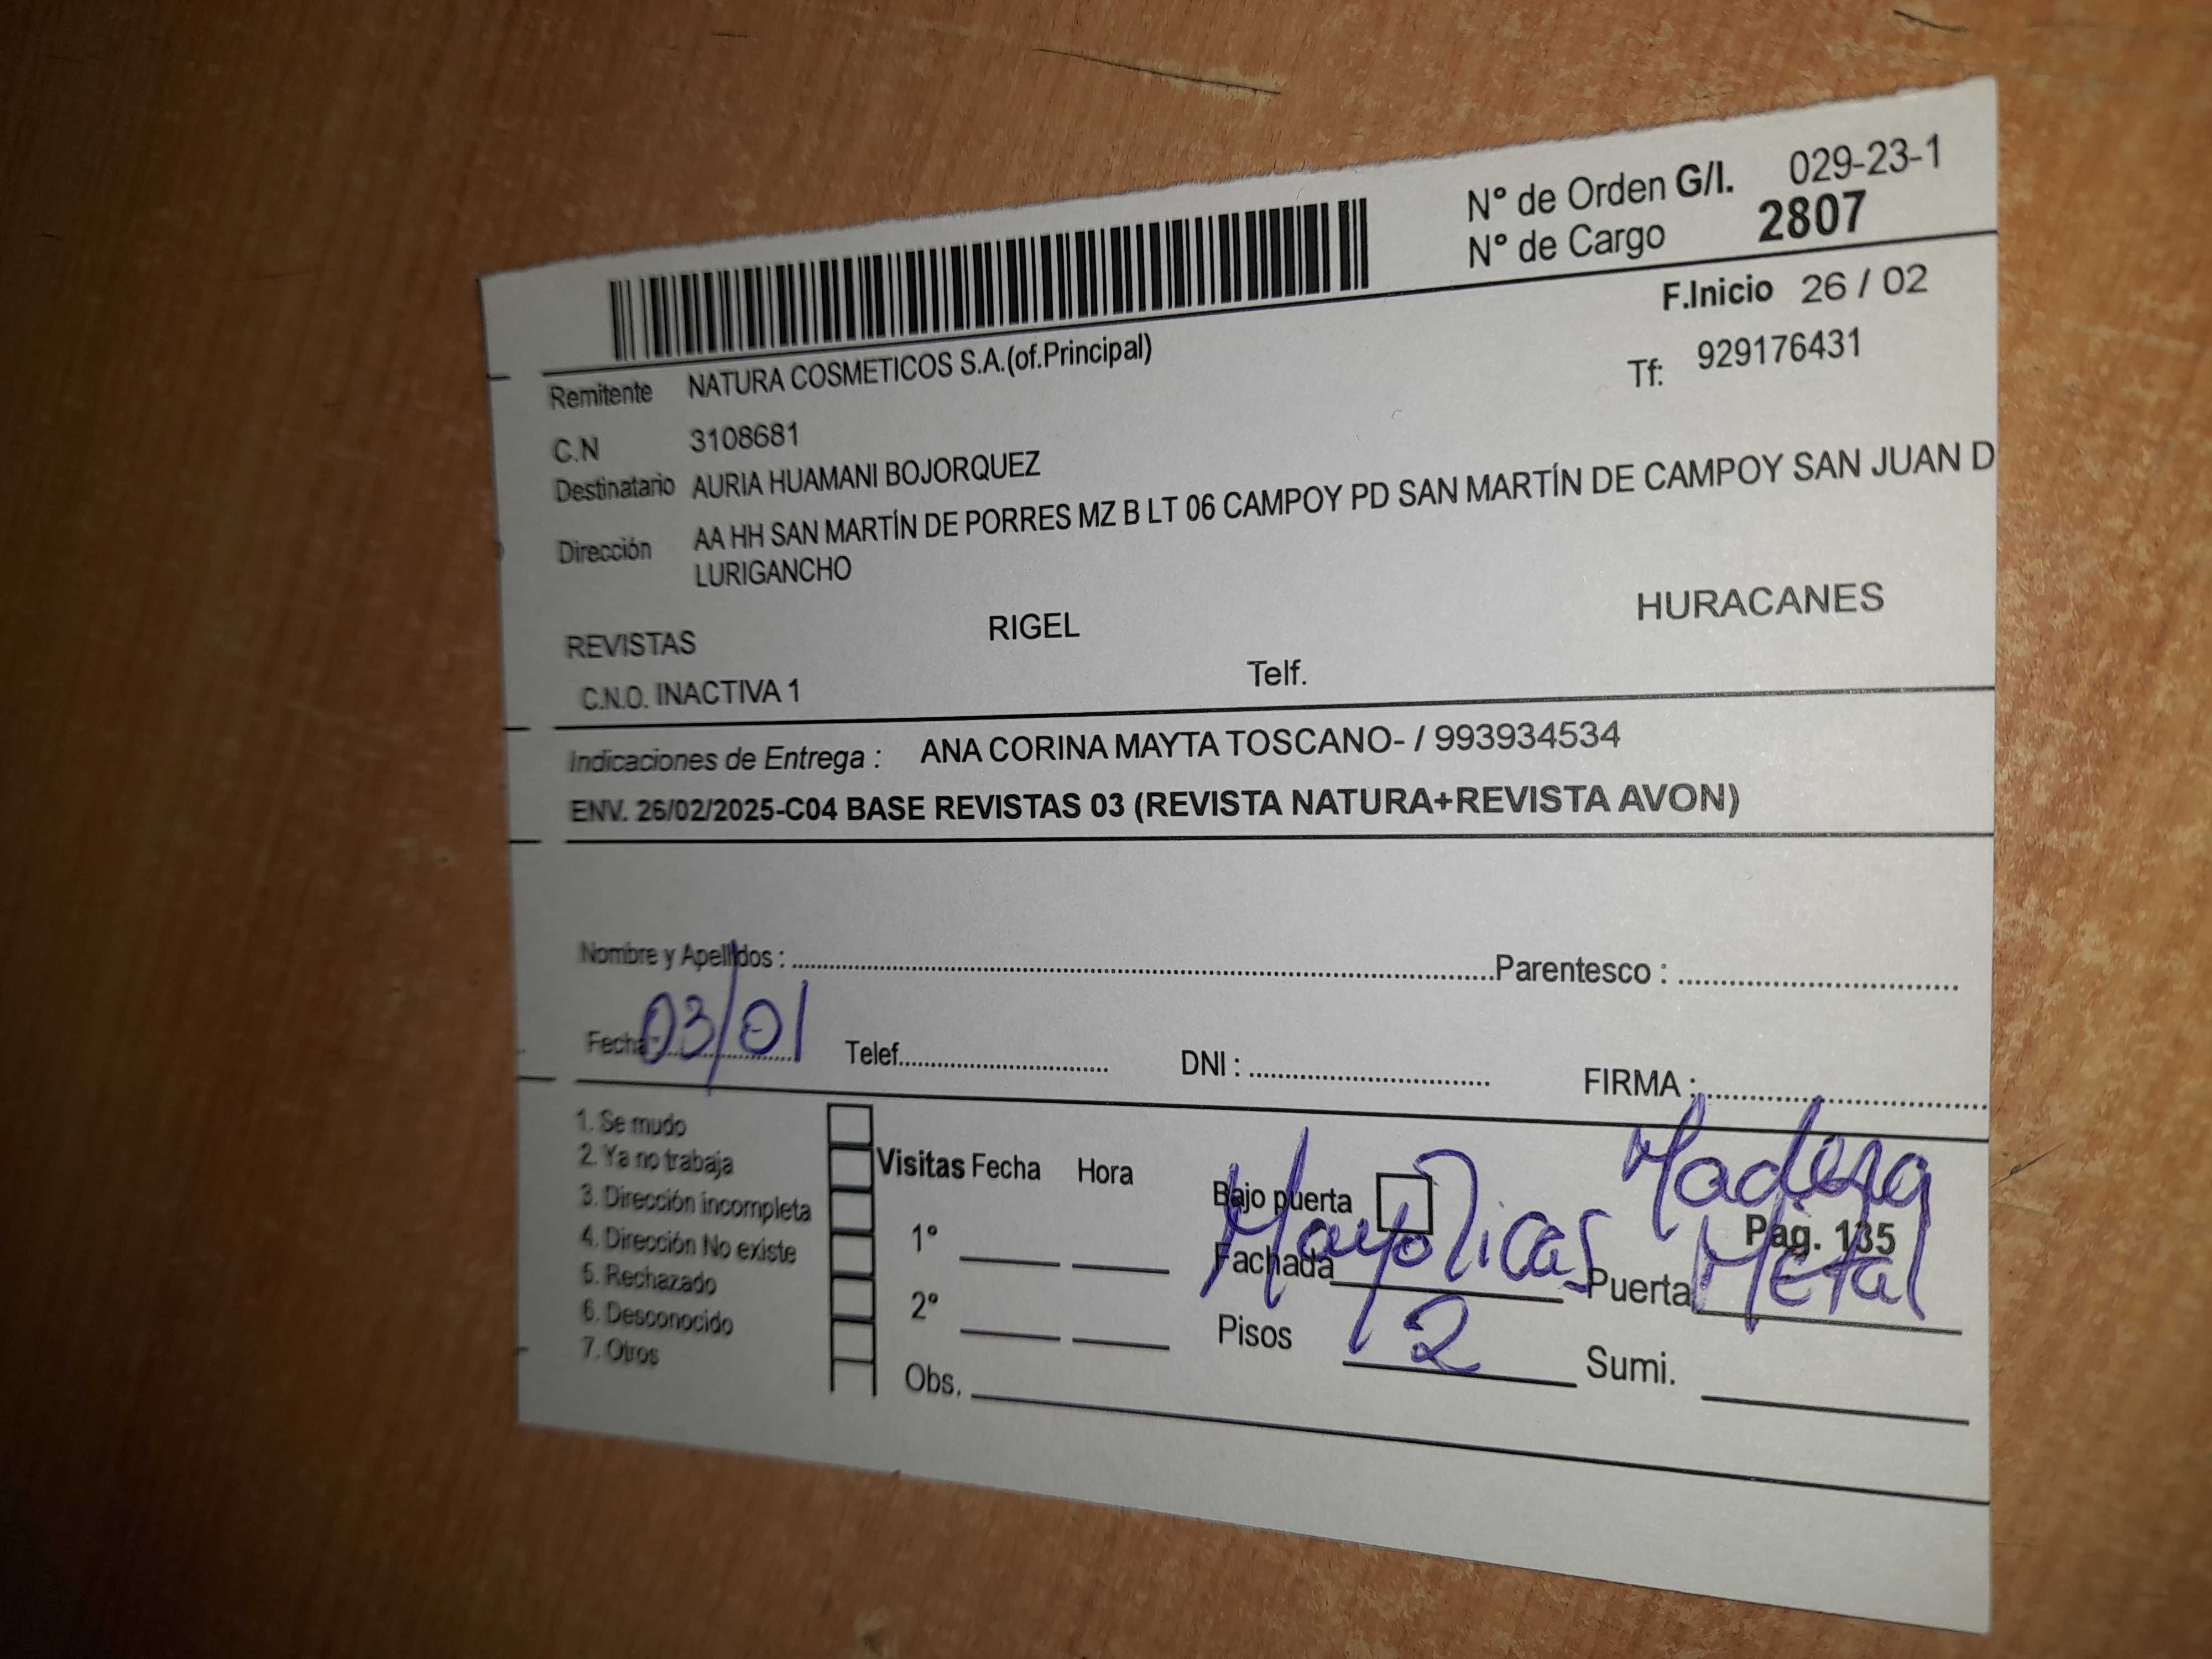 N° de Orden G/I. 029-23-1
N° de Cargo 2807
F.Inicio 26 / 02
Remitente NATURA COSMETICOS S.A.(of.Principal)
Tf: 929176431
C.N 3108681
Destinatario AURIA HUAMANI BOJORQUEZ
Dirección AA HH SAN MARTÍN DE PORRES MZ B LT 06 CAMPOY PD SAN MARTÍN DE CAMPOY SAN JUAN D
LURIGANCHO
REVISTAS RIGEL HURACANES
C.N.O. INACTIVA 1 Telf.
Indicaciones de Entrega : ANA CORINA MAYTA TOSCANO- / 993934534
ENV. 26/02/2025-C04 BASE REVISTAS 03 (REVISTA NATURA+REVISTA AVON)
Nombre y Apellidos : Parentesco :
Fecha 03/01 Telef. DNI : FIRMA :
1. Se mudo
2. Ya no trabaja
3. Dirección incompleta
4. Dirección No existe
5. Rechazado
6. Desconocido
7. Otros
Visitas Fecha Hora
1°
2°
Obs.
Bajo puerta
Fachada Mayolicas
Pisos 2
Madera
Pag. 135
Puerta Metal
Sumi.